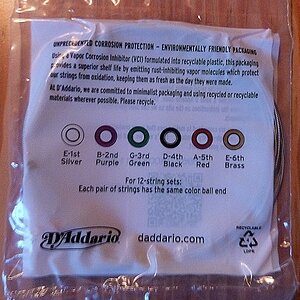 UNPRECEDENTED CORROSION PROTECTION – ENVIRONMENTALLY FRIENDLY PACKAGING
Using a Vapor Corrosion Inhibitor (VCI) formulated into recyclable plastic, this packaging
provides a superior shelf life by emitting rust-inhibiting vapor molecules which protect
our strings from oxidation, keeping them as fresh as the day they were made.
At D'Addario, we are committed to minimalist packaging and using recycled or recyclable
materials wherever possible. Please recycle.
E-1st B-2nd G-3rd D-4th A-5th E-6th
Silver Purple Green Black Red Brass
For 12-string sets:
Each pair of strings has the same color ball end
D'Addario daddario.com
RECYCLABLE
4
LDPE